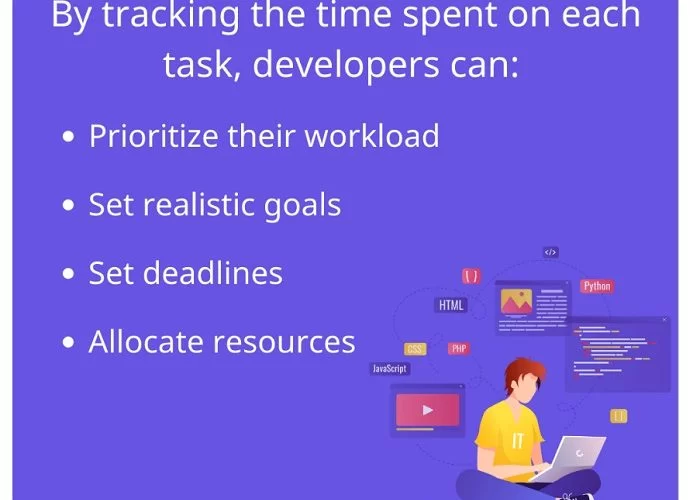 By tracking the time spent on each
task, developers can:
• Prioritize their workload
• Set realistic goals
• Set deadlines
• Allocate resources
</>
{ }
Python
HTML
CSS
PHP
JavaScript
[ ]
IT